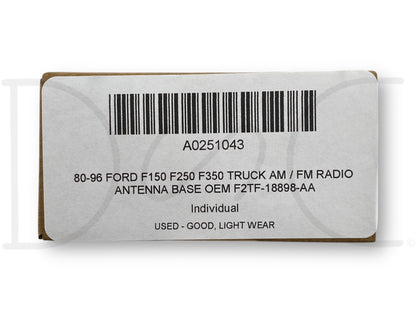 A0251043
80-96 FORD F150 F250 F350 TRUCK AM / FM RADIO
ANTENNA BASE OEM F2TF-18898-AA
Individual
USED - GOOD, LIGHT WEAR